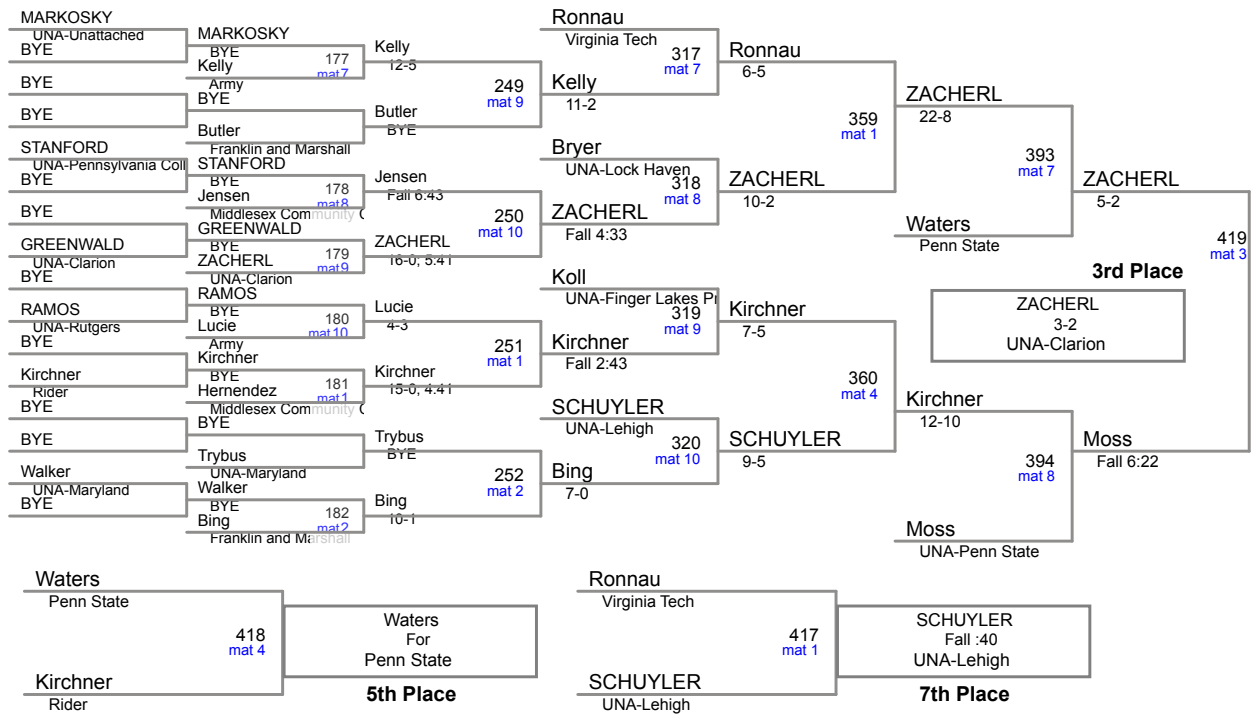 MARKOSKY
UNA-Unattached
BYE
BYE
BYE
STANFORD
UNA-Pennsylvania Coll
BYE
BYE
GREENWALD
UNA-Clarion
BYE
RAMOS
UNA-Rutgers
BYE
Kirchner
Rider
BYE
BYE
Walker
UNA-Maryland
BYE
MARKOSKY
BYE
177
Kelly
mat 7
Army
BYE
Butler
Franklin and Marshall
STANFORD
BYE
178
Jensen
mat 8
Middlesex Community C
GREENWALD
BYE
179
ZACHERL
mat 9
UNA-Clarion
RAMOS
BYE
180
Lucie
mat 10
Army
Kirchner
BYE
181
Hernendez
mat 1
Middlesex Community C
BYE
Trybus
UNA-Maryland
Walker
BYE
182
Bing
mat 2
Franklin and Marshall
Kelly
12-5
249
mat 9
Butler
BYE
Jensen
Fall 6:43
250
mat 10
ZACHERL
16-0, 5:41
Lucie
4-3
251
mat 1
Kirchner
15-0, 4:41
Trybus
BYE
252
mat 2
Bing
10-1
Ronnau
Virginia Tech
317
mat 7
Kelly
11-2
Bryer
UNA-Lock Haven
318
mat 8
ZACHERL
Fall 4:33
Koll
UNA-Finger Lakes Pr
319
mat 9
Kirchner
Fall 2:43
SCHUYLER
UNA-Lehigh
320
mat 10
Bing
7-0
Ronnau
6-5
359
mat 1
ZACHERL
10-2
Kirchner
7-5
360
mat 4
SCHUYLER
9-5
ZACHERL
22-8
393
mat 7
Waters
Penn State
Kirchner
12-10
394
mat 8
Moss
UNA-Penn State
ZACHERL
5-2
419
mat 3
Moss
Fall 6:22
3rd Place
ZACHERL
3-2
UNA-Clarion
Waters
Penn State
418
mat 4
Kirchner
Rider
Waters
For
Penn State
5th Place
Ronnau
Virginia Tech
417
mat 1
SCHUYLER
UNA-Lehigh
SCHUYLER
Fall :40
UNA-Lehigh
7th Place